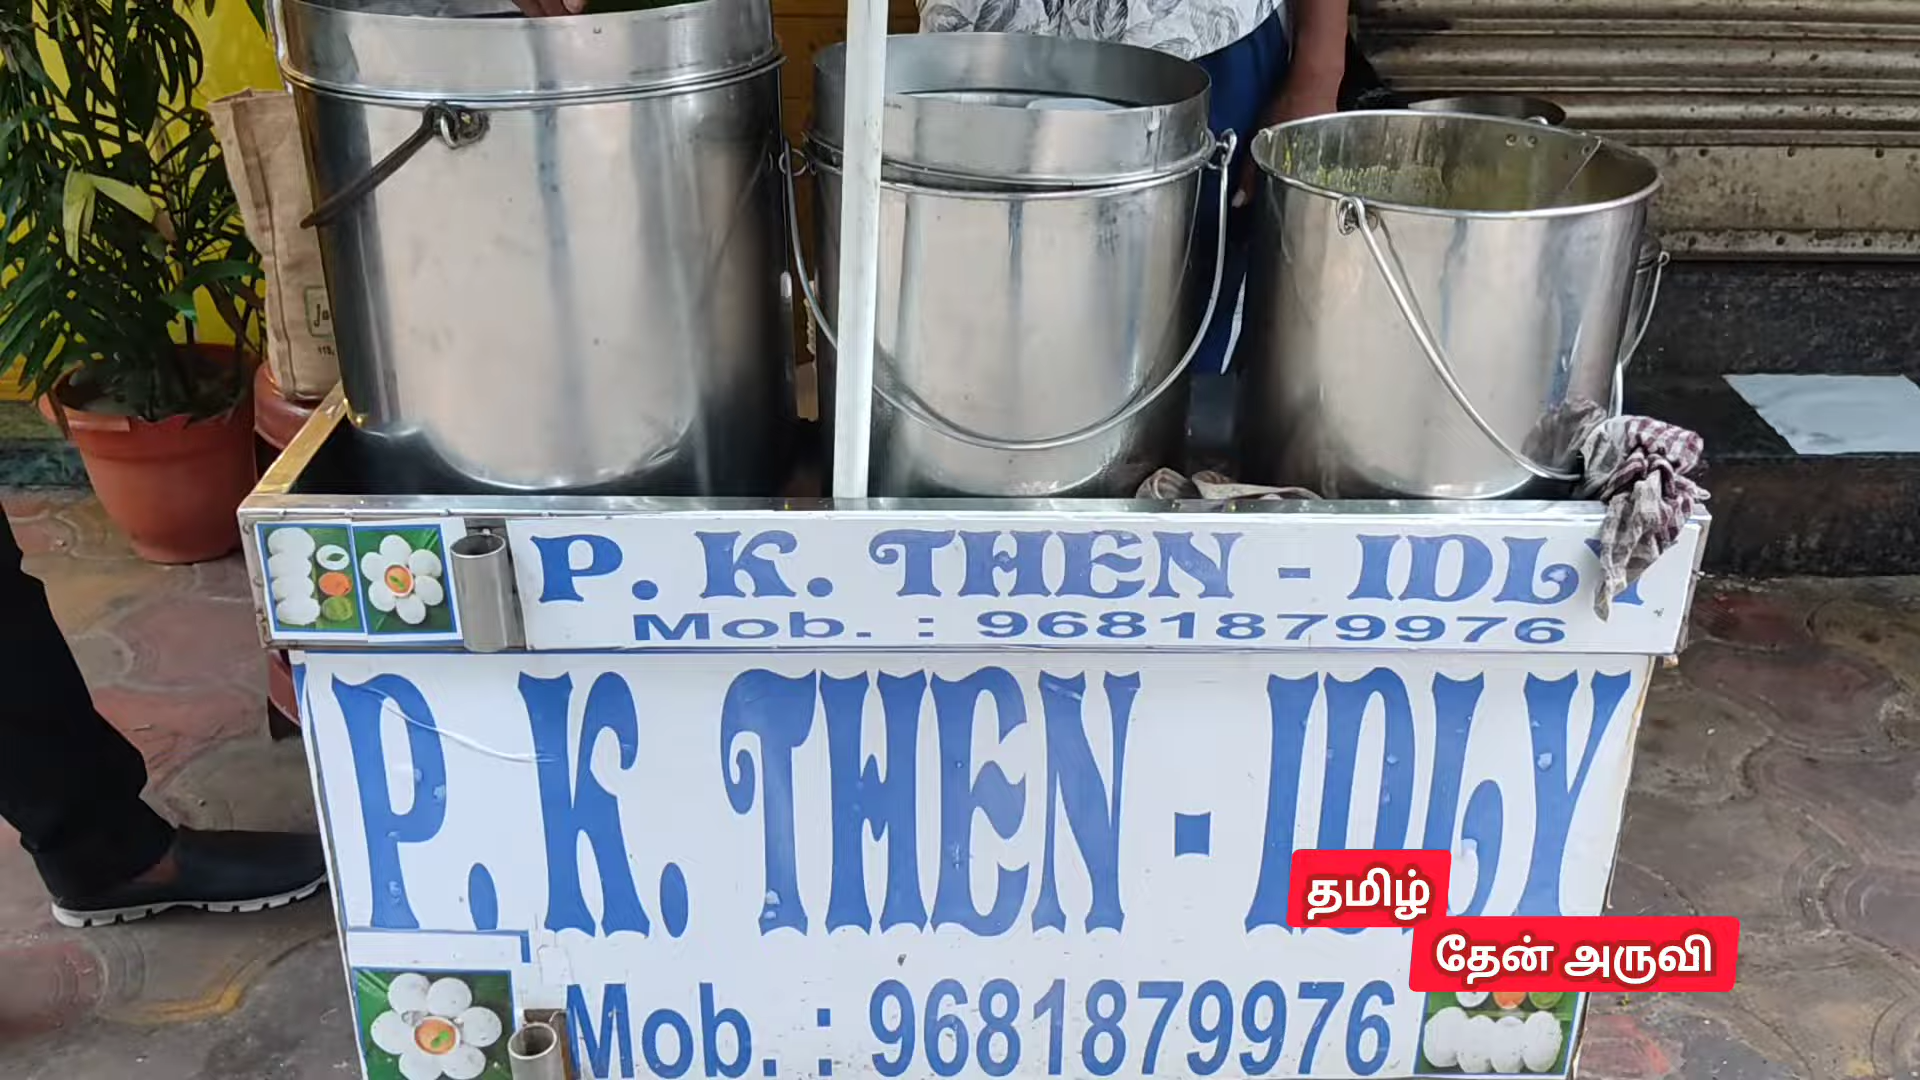 P. K. THEN - IDLY
Mob. : 9681879976
P. K. THEN - IDLY
தமிழ்
தேன் அருவி
Mob. : 9681879976